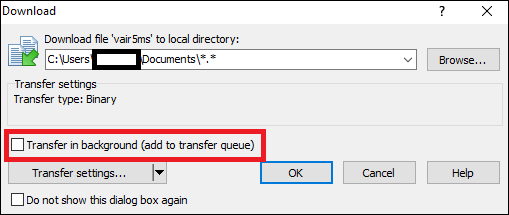 Download
Download file 'vair5ms' to local directory:
C:\Users\ \Documents\*.*
Browse...
Transfer settings
Transfer type: Binary
Transfer in background (add to transfer queue)
Transfer settings...
OK
Cancel
Help
Do not show this dialog box again